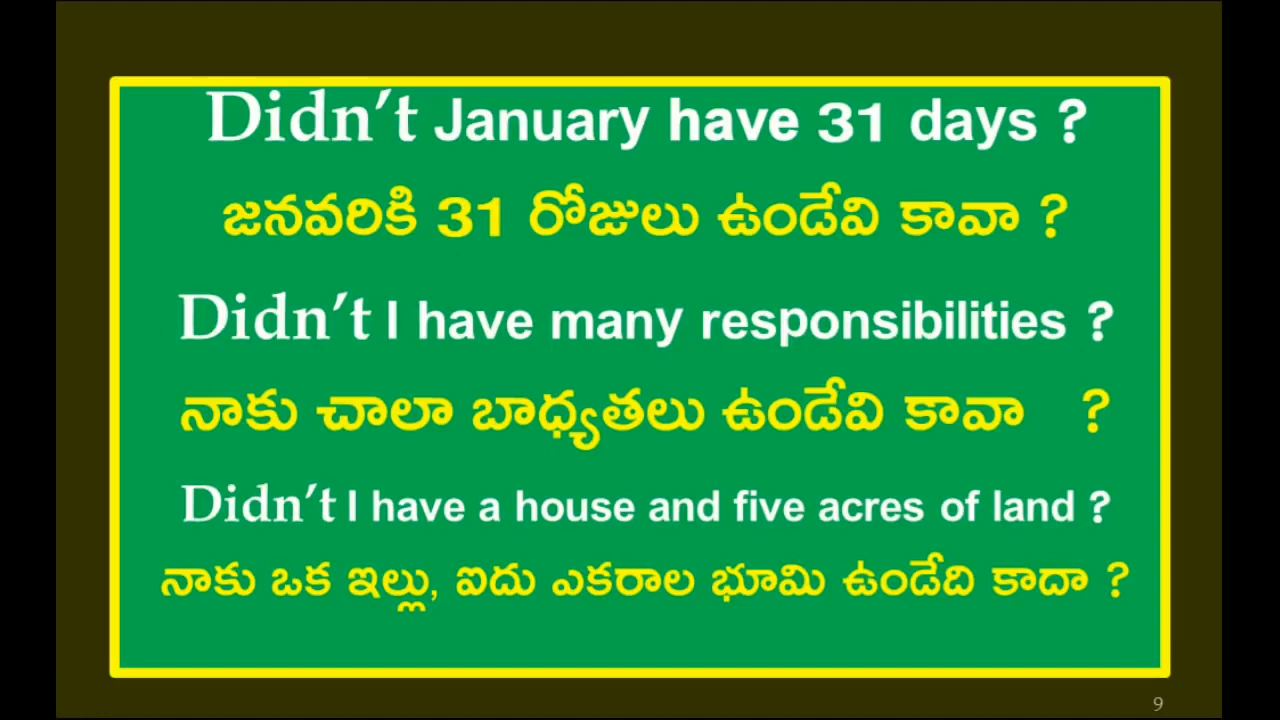 Didn't January have 31 days ?
జనవరికి 31 రోజులు ఉండేవి కావా ?
Didn't I have many responsibilities ?
నాకు చాలా బాధ్యతలు ఉండేవి కావా ?
Didn't I have a house and five acres of land ?
నాకు ఒక ఇల్లు, ఐదు ఎకరాల భూమి ఉండేది కాదా ?
9